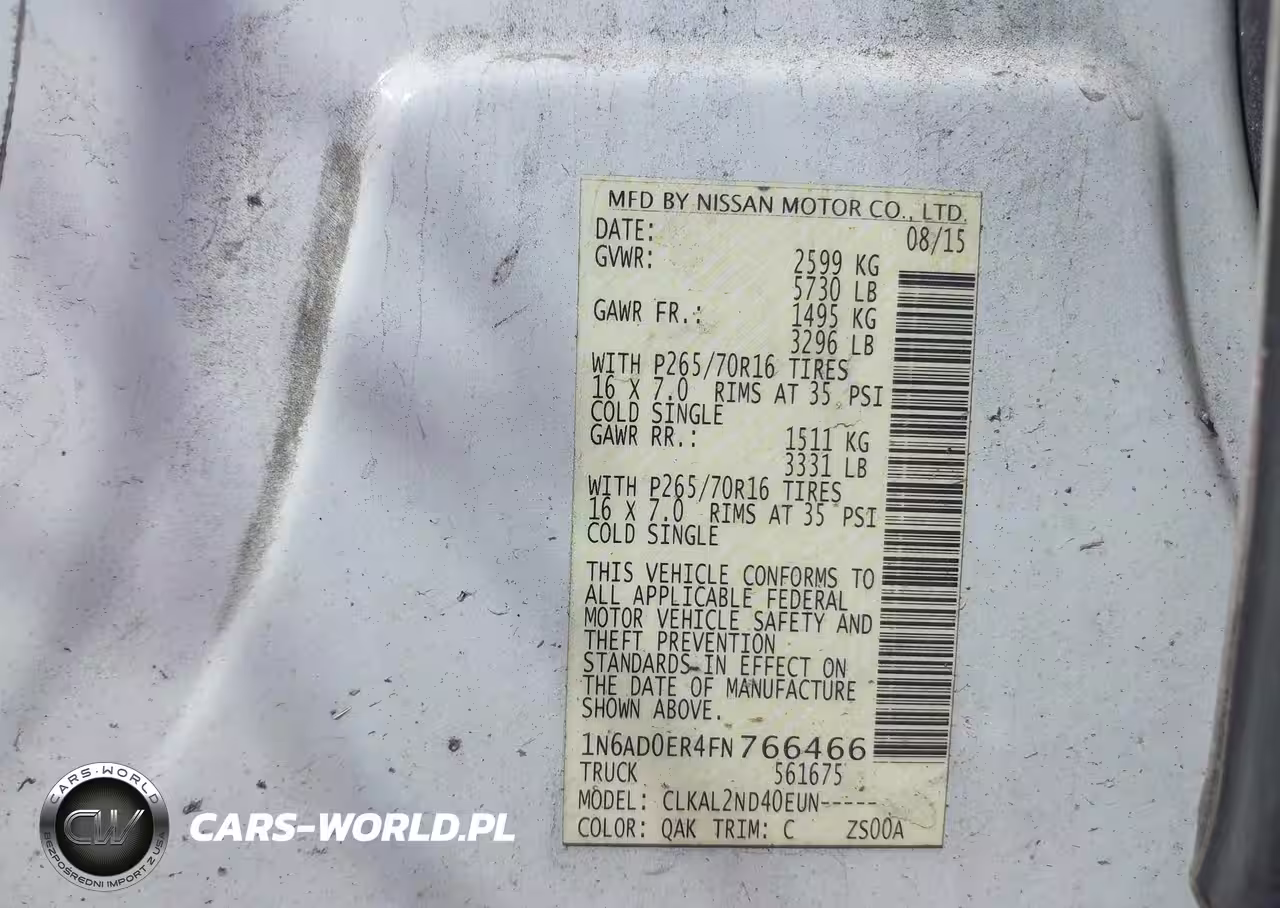 MFD BY NISSAN MOTOR CO., LTD.
DATE: 08/15
GVWR: 2599 KG
5730 LB
GAWR FR.: 1495 KG
3296 LB
WITH P265/70R16 TIRES
16 X 7.0 RIMS AT 35 PSI
COLD SINGLE
GAWR RR.: 1511 KG
3331 LB
WITH P265/70R16 TIRES
16 X 7.0 RIMS AT 35 PSI
COLD SINGLE
THIS VEHICLE CONFORMS TO
ALL APPLICABLE FEDERAL
MOTOR VEHICLE SAFETY AND
THEFT PREVENTION
STANDARDS IN EFFECT ON
THE DATE OF MANUFACTURE
SHOWN ABOVE.
1N6AD0ER4FN766466
TRUCK 561675
MODEL: CLKAL2ND40EUN-----
COLOR: QAK TRIM: C ZS00A
CARS-WORLD
CW
BEZPOŚREDNI IMPORT Z USA
CARS-WORLD.PL